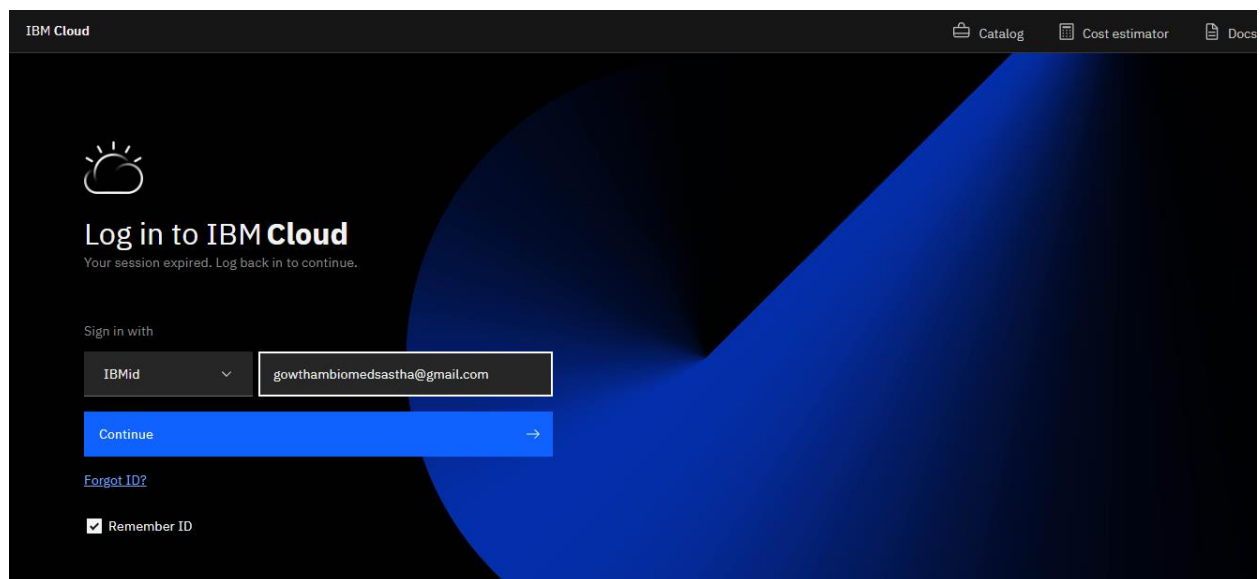 IBM Cloud Catalog Cost estimator Docs
Log in to IBM Cloud
Your session expired. Log back in to continue.
Sign in with
IBMid gowthambiomedsastha@gmail.com
Continue
Forgot ID?
Remember ID